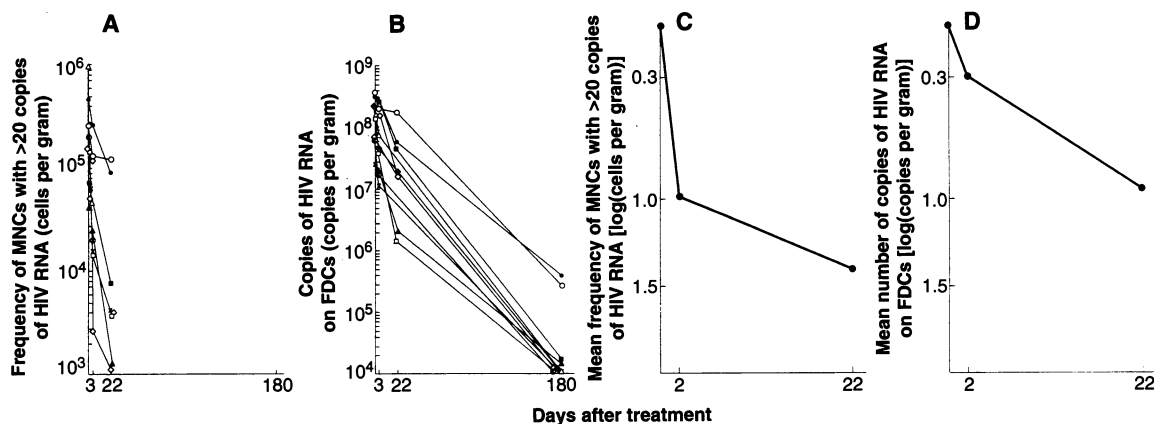 A
Frequency of MNCs with >20 copies
of HIV RNA (cells per gram)
10⁶
10⁵
10⁴
10³
3 22 180
B
Copies of HIV RNA
on FDCs (copies per gram)
10⁹
10⁸
10⁷
10⁶
10⁵
10⁴
3 22 180
C
Mean frequency of MNCs with >20 copies
of HIV RNA [log(cells per gram)]
0.3
1.0
1.5
2 22
D
Mean number of copies of HIV RNA
on FDCs [log(copies per gram)]
0.3
1.0
1.5
2 22
Days after treatment